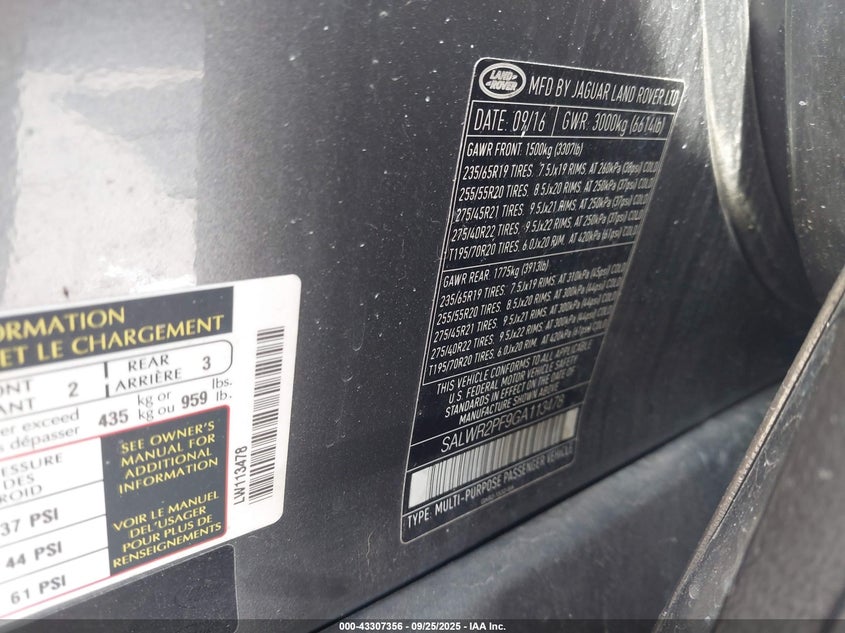 ORMATION
ET LE CHARGEMENT
ONT
ANT
2
REAR
ARRIÈRE
3
er exceed
s dépasser
435
kg or
kg ou
959
lbs.
lb.
ESSURE
DES
ROID
37 PSI
44 PSI
61 PSI
SEE OWNER'S
MANUAL FOR
ADDITIONAL
INFORMATION
VOIR LE MANUEL
DE L'USAGER
POUR PLUS DE
RENSEIGNEMENTS
LW113478
LAND
ROVER
MFD BY JAGUAR LAND ROVER LTD
DATE: 09/16 GWR: 3000kg (6614lb)
GAWR FRONT: 1500kg (3307lb)
235/65R19 TIRES. 7.5Jx19 RIMS, AT 260kPa (38psi) COLD
255/55R20 TIRES. 8.5Jx20 RIMS, AT 250kPa (37psi) COLD
275/45R21 TIRES. 9.5Jx21 RIMS, AT 250kPa (37psi) COLD
275/40R22 TIRES. 9.5Jx22 RIMS, AT 250kPa (37psi) COLD
T195/70R20 TIRES. 6.0Jx20 RIM. AT 420kPa (61psi) COLD
GAWR REAR: 1775kg (3913lb)
235/65R19 TIRES. 7.5Jx19 RIMS, AT 310kPa (45psi) COLD
255/55R20 TIRES. 8.5Jx20 RIMS, AT 300kPa (44psi) COLD
275/45R21 TIRES. 9.5Jx21 RIMS, AT 300kPa (44psi) COLD
275/40R22 TIRES. 9.5Jx22 RIMS, AT 300kPa (44psi) COLD
T195/70R20 TIRES. 6.0Jx20 RIM. AT 420kPa (61psi) COLD
THIS VEHICLE CONFORMS TO ALL APPLICABLE
U.S. FEDERAL MOTOR VEHICLE SAFETY
STANDARDS IN EFFECT ON THE DATE OF
MANUFACTURE SHOWN ABOVE.
SALWR2PF9GA113478
TYPE: MULTI-PURPOSE PASSENGER VEHICLE
000-43307356 - 09/25/2025 - IAA Inc.